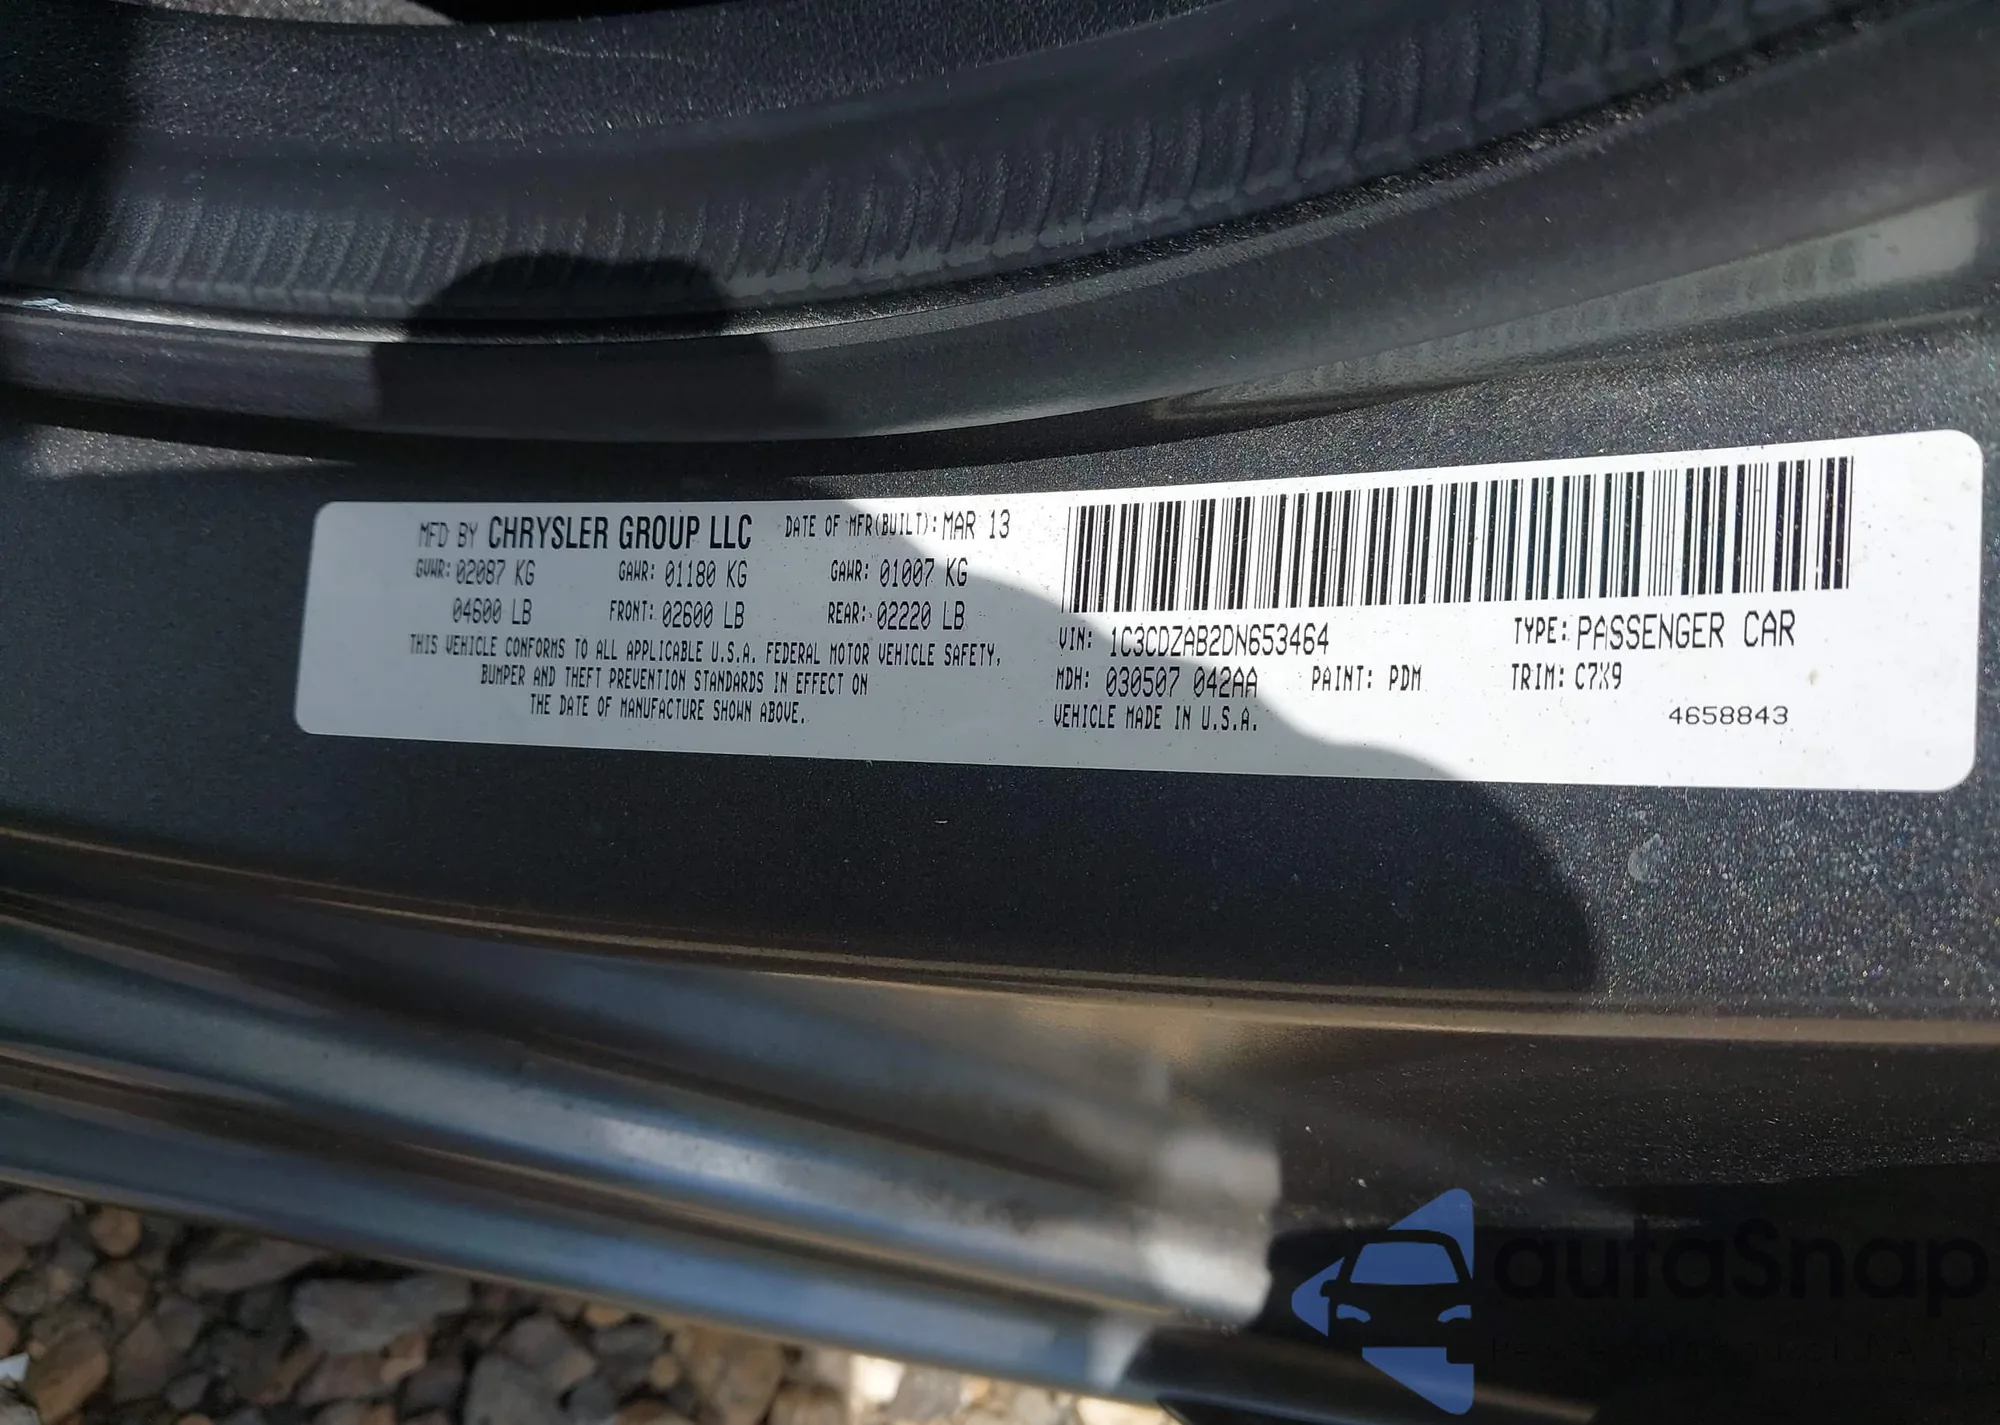 MFD BY CHRYSLER GROUP LLC DATE OF MFR(BUILT): MAR 13
GVWR: 02087 KG GAWR: 01180 KG GAWR: 01007 KG
04600 LB FRONT: 02600 LB REAR: 02220 LB
THIS VEHICLE CONFORMS TO ALL APPLICABLE U.S.A. FEDERAL MOTOR VEHICLE SAFETY,
BUMPER AND THEFT PREVENTION STANDARDS IN EFFECT ON
THE DATE OF MANUFACTURE SHOWN ABOVE.
VIN: 1C3CDZAB2DN653464 TYPE: PASSENGER CAR
MDH: 030507 042AA PAINT: PDM TRIM: C7X9
VEHICLE MADE IN U.S.A. 4658843
autoSnap